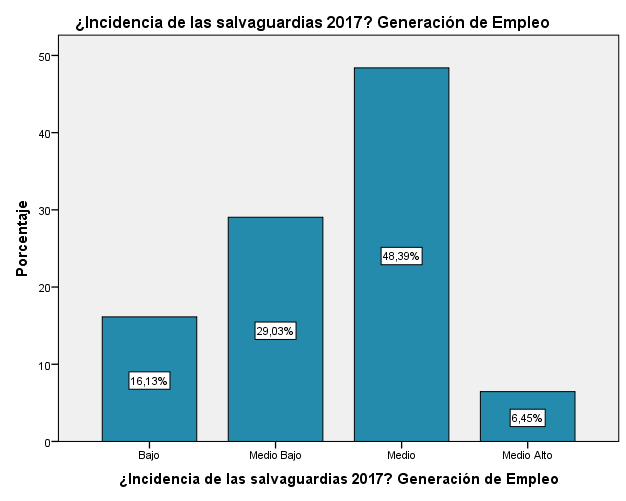 ¿Incidencia de las salvaguardias 2017? Generación de Empleo
50
40
30
20
10
0
Porcentaje
16,13%
29,03%
48,39%
6,45%
Bajo
Medio Bajo
Medio
Medio Alto
¿Incidencia de las salvaguardias 2017? Generación de Empleo